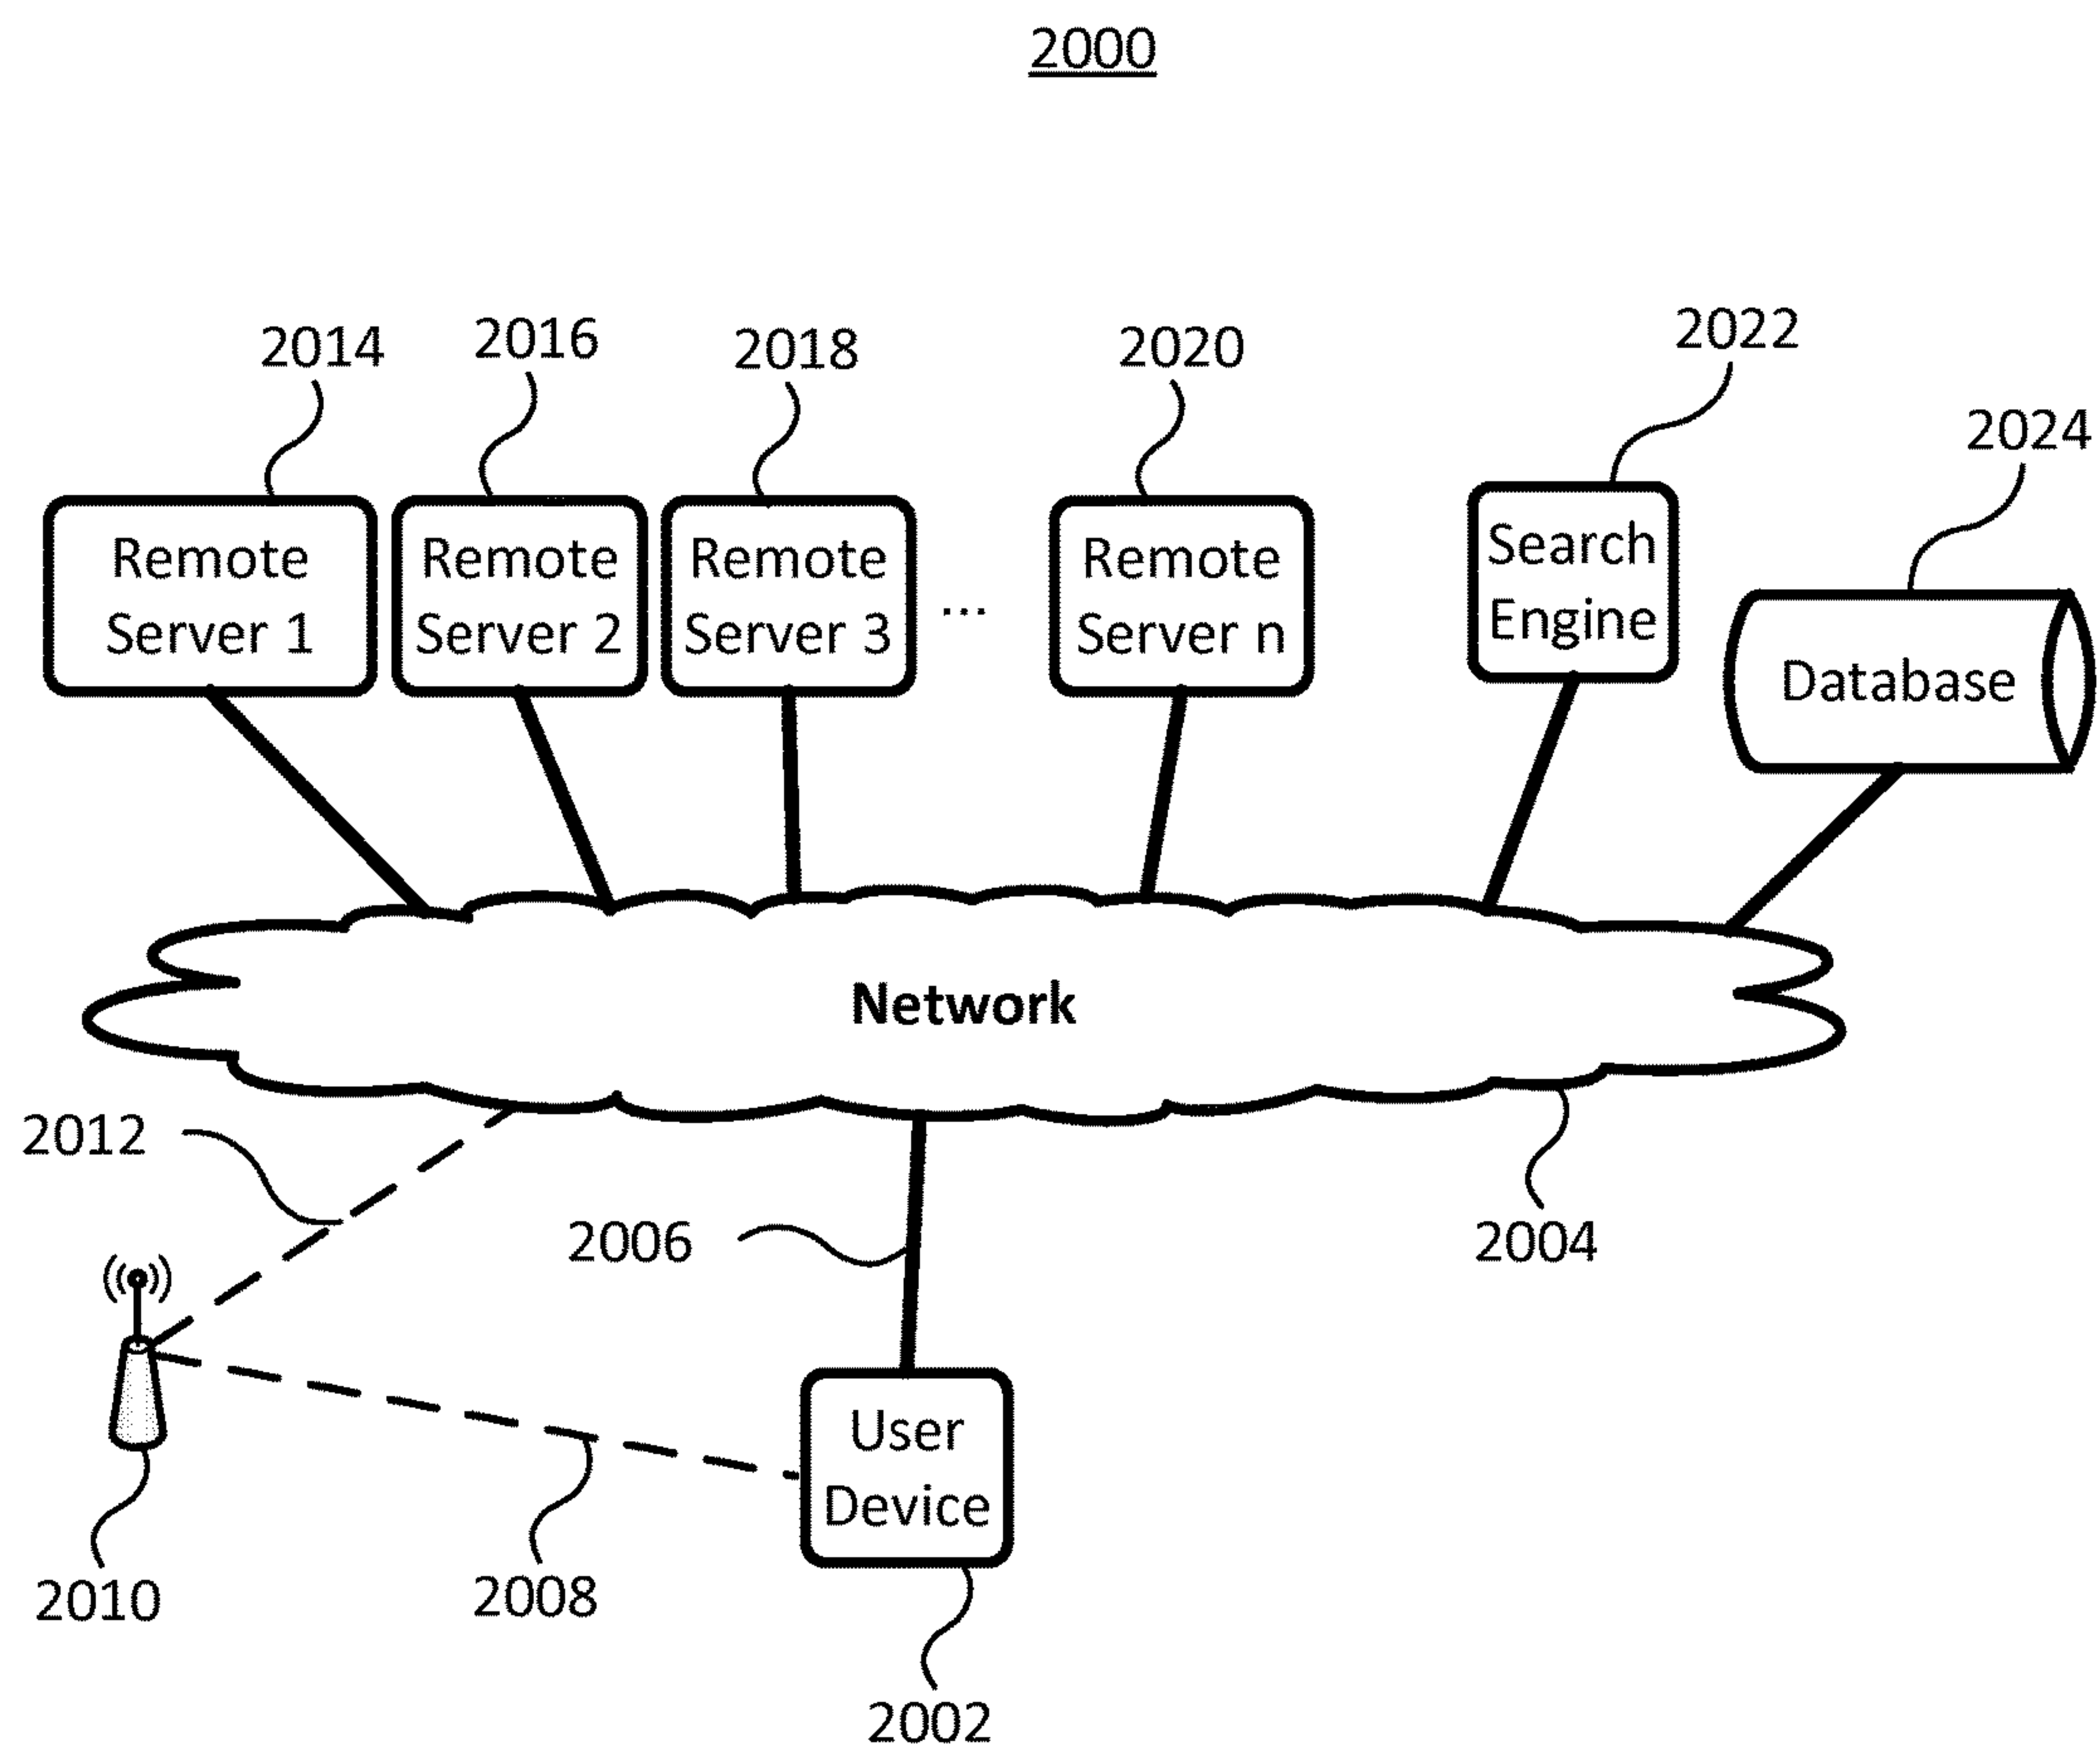 2000
2014
2016
2018
2020
2022
2024
Remote
Server 1
Remote
Server 2
Remote
Server 3
...
Remote
Server n
Search
Engine
Database
Network
2012
2006
2004
User
Device
2010
2008
2002